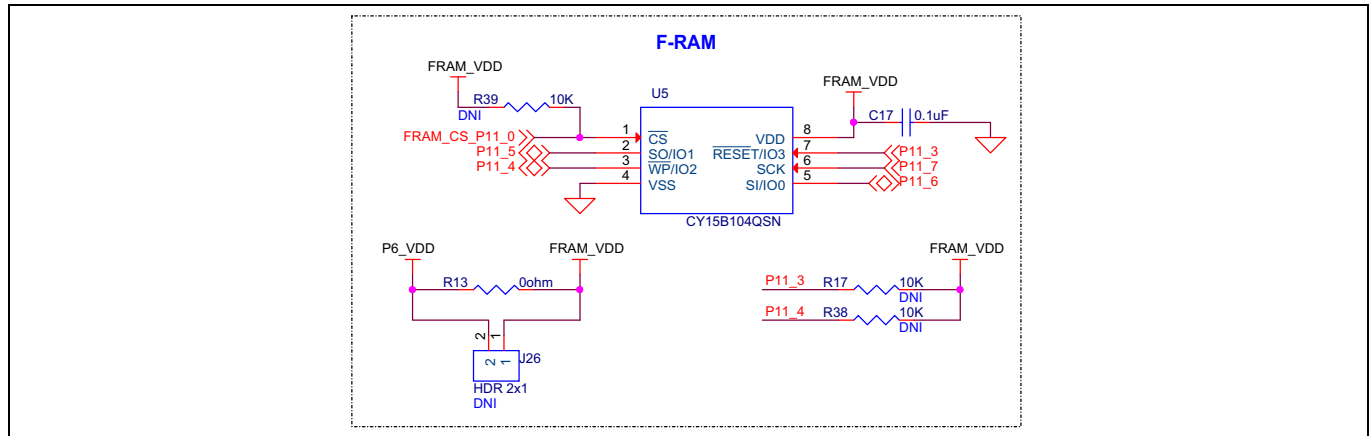 F-RAM
FRAM_VDD
R39 10K
DNI
FRAM_CS_P11_0
P11_5
P11_4
1
2
3
4
U5
CS
SO/IO1
WP/IO2
VSS
VDD
RESET/IO3
SCK
SI/IO0
CY15B104QSN
8
7
6
5
FRAM_VDD
C17 0.1uF
P11_3
P11_7
P11_6
P6_VDD
FRAM_VDD
R13 0ohm
2 1
2 1
J26
HDR 2x1
DNI
FRAM_VDD
P11_3 R17 10K
DNI
P11_4 R38 10K
DNI